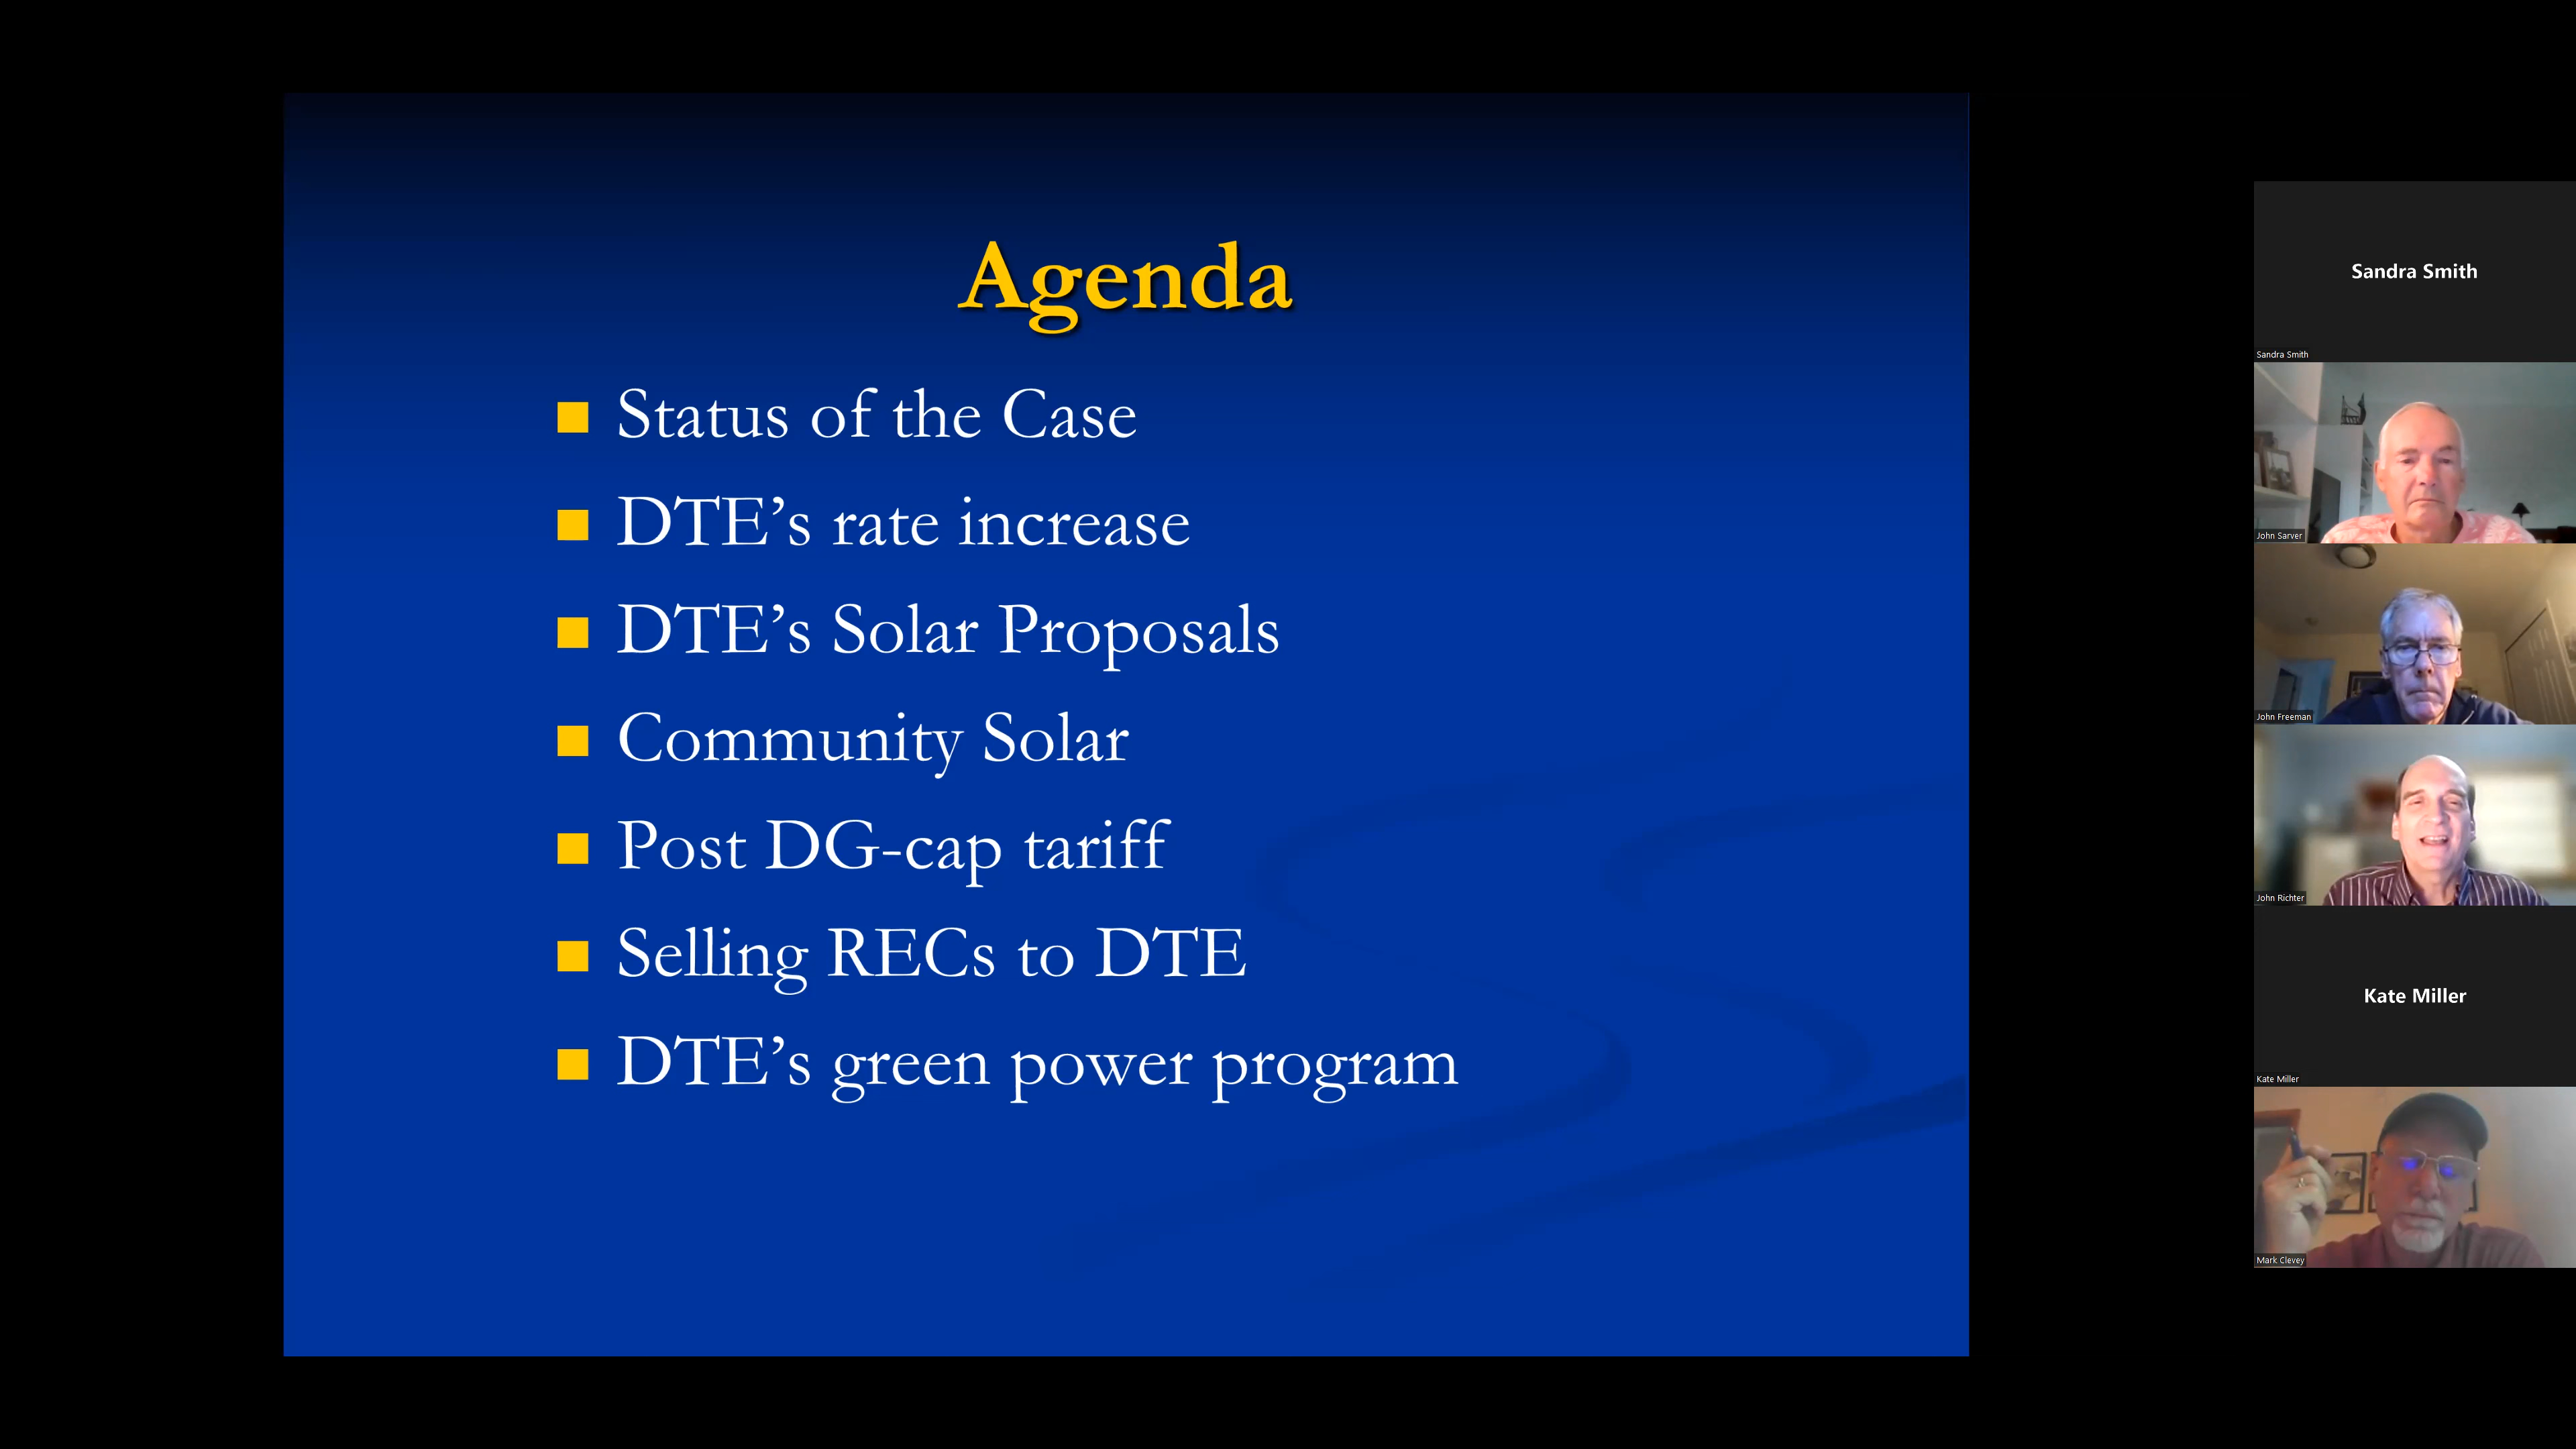 Agenda
Status of the Case
DTE’s rate increase
DTE’s Solar Proposals
Community Solar
Post DG-cap tariff
Selling RECs to DTE
DTE’s green power program
Sandra Smith
Sandra Smith
John Sarver
John Freeman
John Richter
Kate Miller
Kate Miller
Mark Clevey